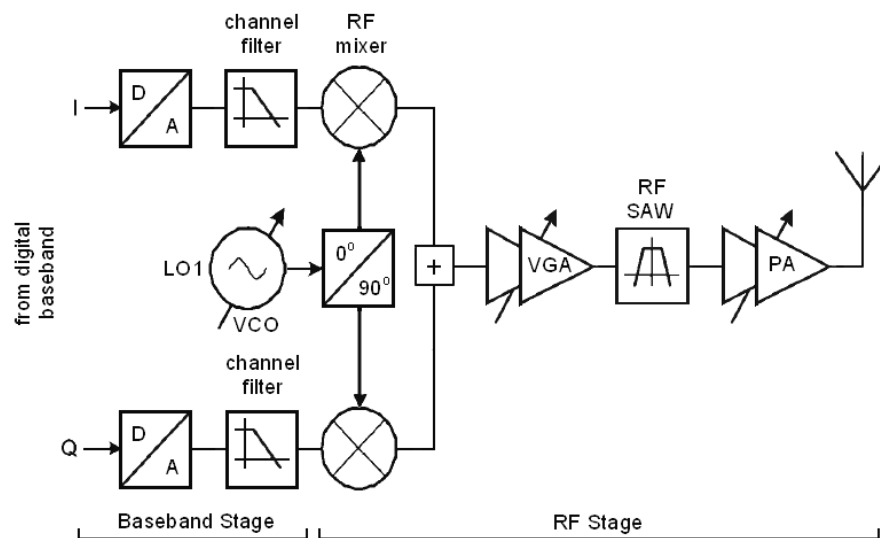 channel
filter
RF
mixer
I
D
A
from digital
baseband
LO1
VCO
0°
90°
+
VGA
RF
SAW
PA
channel
filter
Q
D
A
Baseband Stage
RF Stage